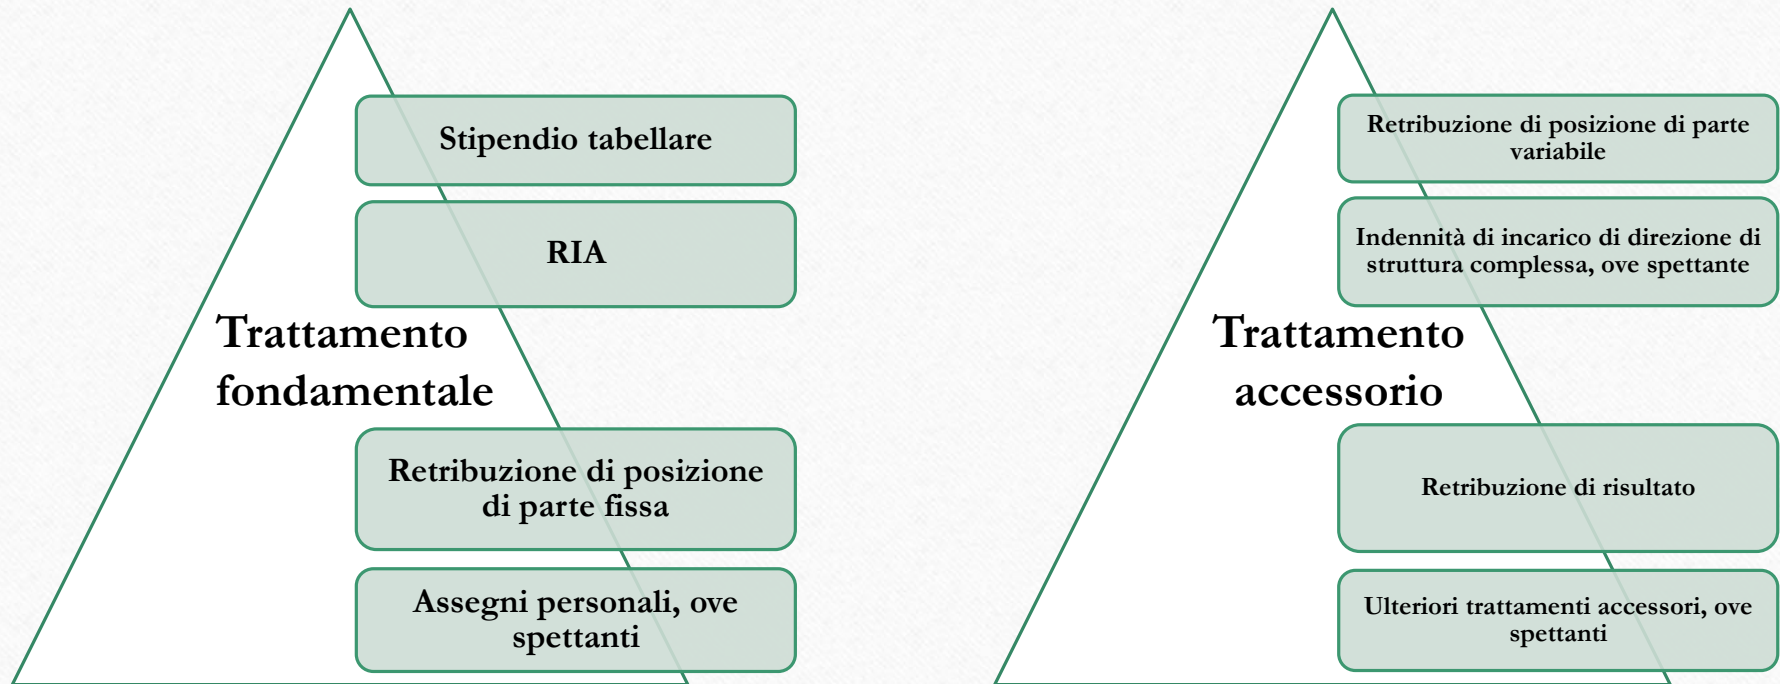 Stipendio tabellare
RIA
Trattamento
fondamentale
Retribuzione di posizione
di parte fissa
Assegni personali, ove
spettanti
Retribuzione di posizione di parte
variabile
Indennità di incarico di direzione di
struttura complessa, ove spettante
Trattamento
accessorio
Retribuzione di risultato
Ulteriori trattamenti accessori, ove
spettanti